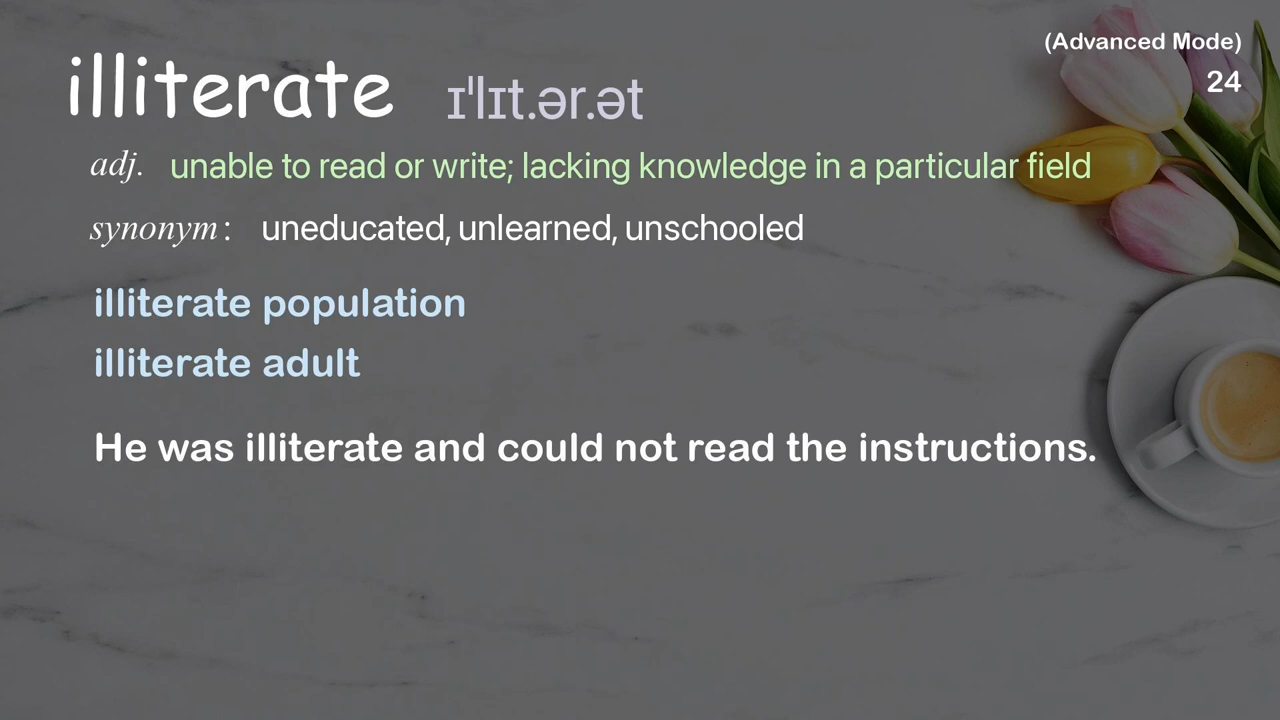 (Advanced Mode)
24
illiterate ɪˈlɪt.ər.ət
adj. unable to read or write; lacking knowledge in a particular field
synonym: uneducated, unlearned, unschooled
illiterate population
illiterate adult
He was illiterate and could not read the instructions.